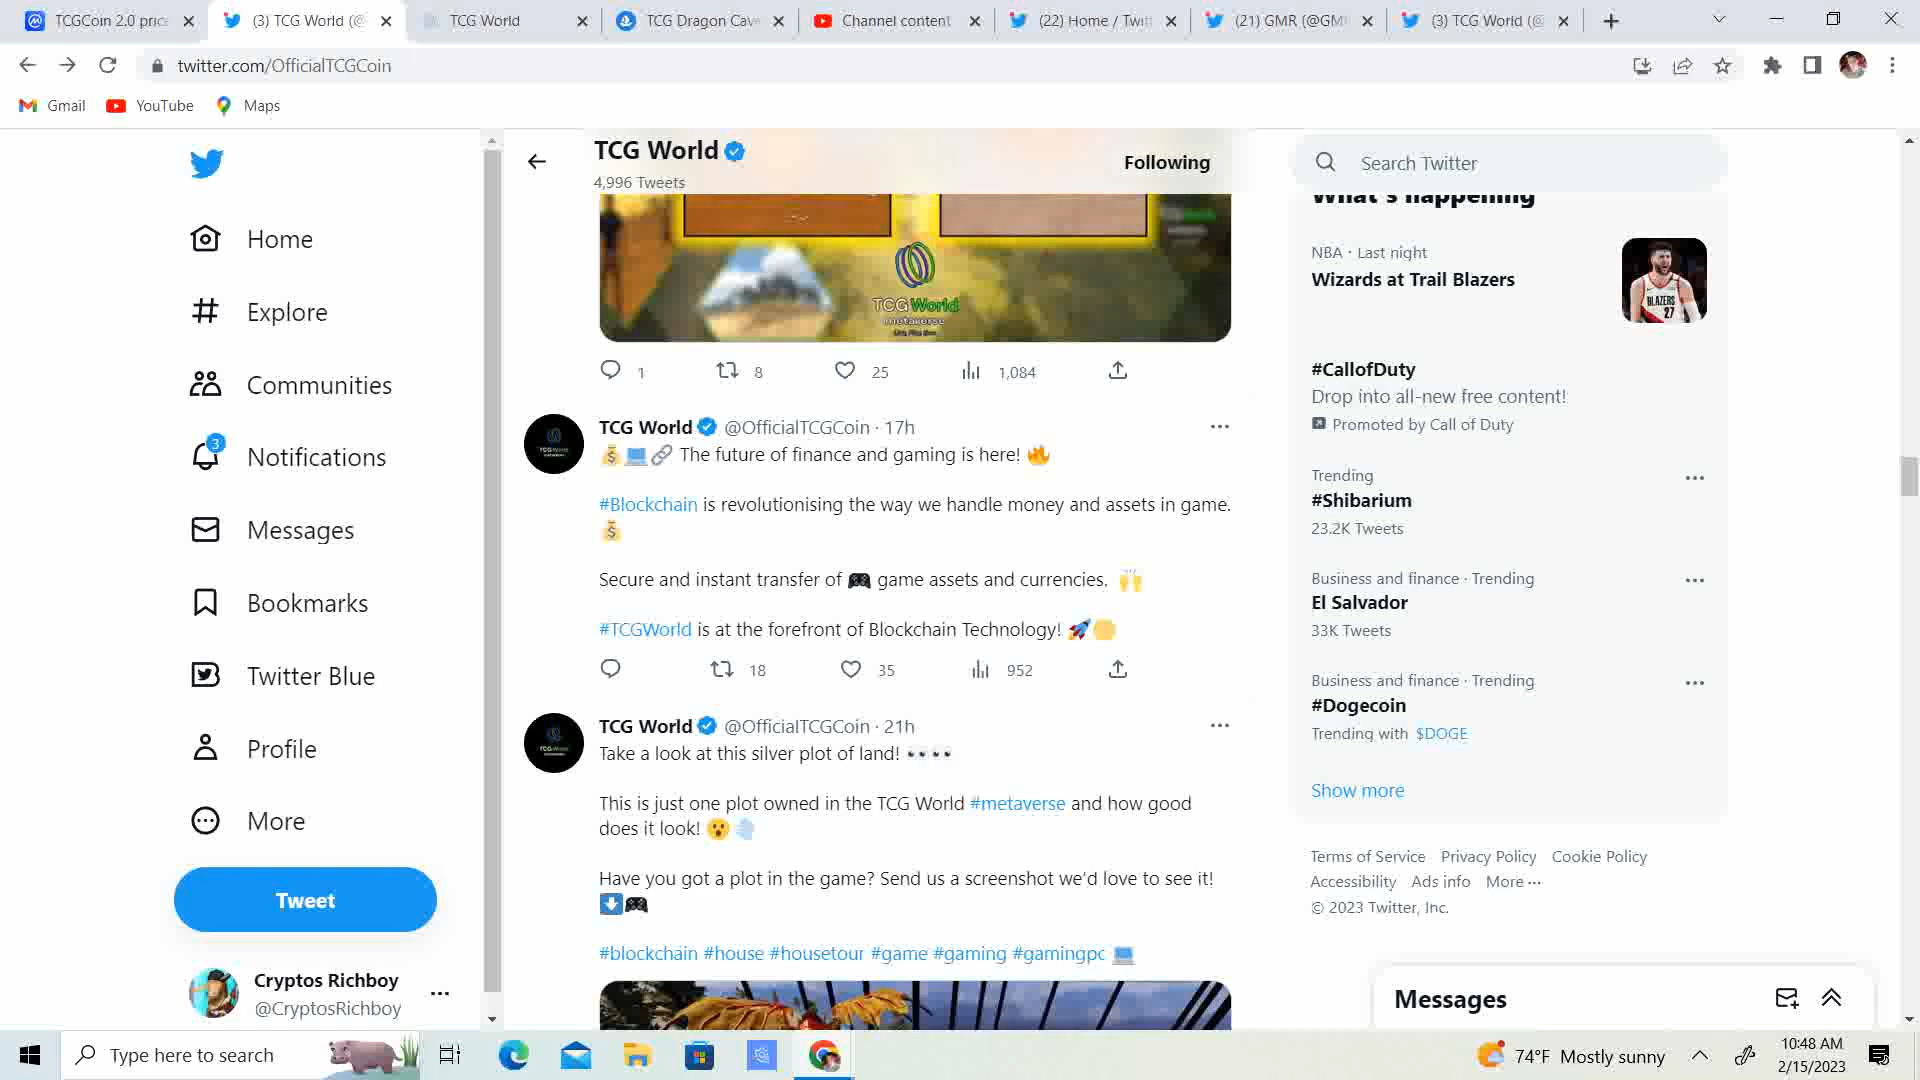 TCGCoin 2.0 price
(3) TCG World (@
TCG World
TCG Dragon Cave
Channel content
(22) Home / Twitt
(21) GMR (@GMR
(3) TCG World (@
twitter.com/OfficialTCGCoin
Gmail
YouTube
Maps
Home
Explore
Communities
3
Notifications
Messages
Bookmarks
Twitter Blue
Profile
More
Tweet
Cryptos Richboy
@CryptosRichboy
TCG World
4,996 Tweets
Following
TCGWorld
metaverse
1
8
25
1,084
TCG World @OfficialTCGCoin · 17h
💰💻🔗 The future of finance and gaming is here! 🔥
#Blockchain is revolutionising the way we handle money and assets in game.
💰
Secure and instant transfer of 🎮 game assets and currencies. 🙌
#TCGWorld is at the forefront of Blockchain Technology! 🚀🌕
18
35
952
TCG World @OfficialTCGCoin · 21h
Take a look at this silver plot of land! 👀👀
This is just one plot owned in the TCG World #metaverse and how good
does it look! 😮💨
Have you got a plot in the game? Send us a screenshot we'd love to see it!
⬇️🎮
#blockchain #house #housetour #game #gaming #gamingpc 💻
Search Twitter
What's happening
NBA · Last night
Wizards at Trail Blazers
BLAZERS
27
#CallofDuty
Drop into all-new free content!
Promoted by Call of Duty
Trending
#Shibarium
23.2K Tweets
Business and finance · Trending
El Salvador
33K Tweets
Business and finance · Trending
#Dogecoin
Trending with $DOGE
Show more
Terms of Service Privacy Policy Cookie Policy
Accessibility Ads info More ···
© 2023 Twitter, Inc.
Messages
Type here to search
74°F Mostly sunny
10:48 AM
2/15/2023